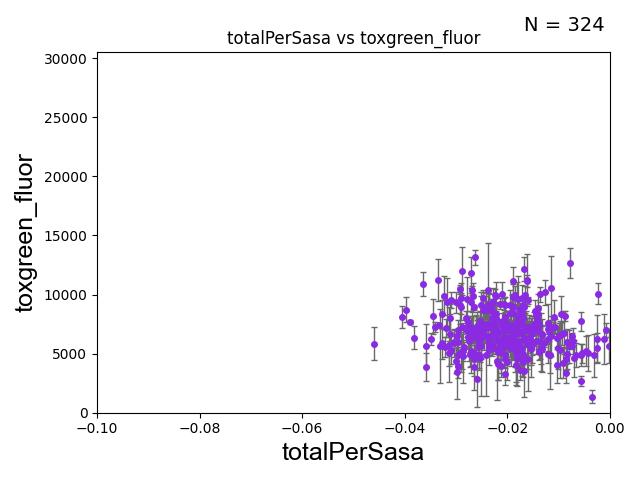 N = 324
totalPerSasa vs toxgreen_fluor
30000
25000
20000
15000
10000
5000
0
toxgreen_fluor
−0.10 −0.08 −0.06 −0.04 −0.02 0.00
totalPerSasa